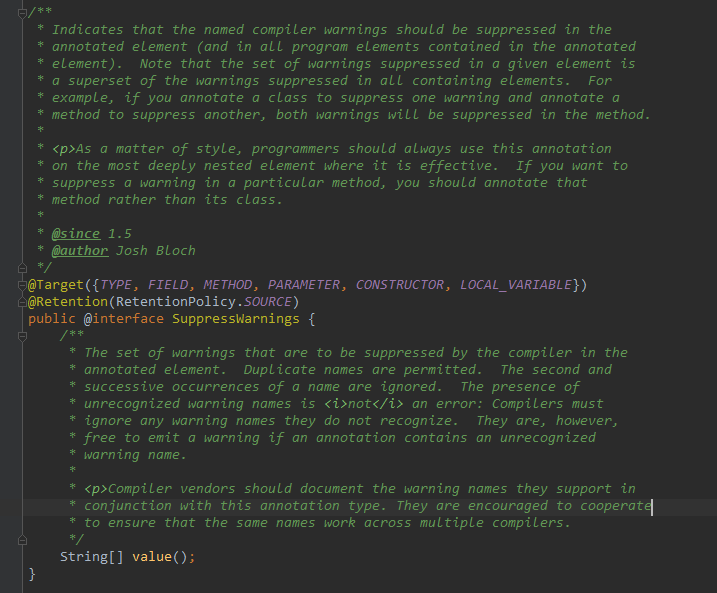 /**
 * Indicates that the named compiler warnings should be suppressed in the
 * annotated element (and in all program elements contained in the annotated
 * element).  Note that the set of warnings suppressed in a given element is
 * a superset of the warnings suppressed in all containing elements.  For
 * example, if you annotate a class to suppress one warning and annotate a
 * method to suppress another, both warnings will be suppressed in the method.
 *
 * <p>As a matter of style, programmers should always use this annotation
 * on the most deeply nested element where it is effective.  If you want to
 * suppress a warning in a particular method, you should annotate that
 * method rather than its class.
 *
 * @since 1.5
 * @author Josh Bloch
 */
@Target({TYPE, FIELD, METHOD, PARAMETER, CONSTRUCTOR, LOCAL_VARIABLE})
@Retention(RetentionPolicy.SOURCE)
public @interface SuppressWarnings {
    /**
     * The set of warnings that are to be suppressed by the compiler in the
     * annotated element.  Duplicate names are permitted.  The second and
     * successive occurrences of a name are ignored.  The presence of
     * unrecognized warning names is <i>not</i> an error: Compilers must
     * ignore any warning names they do not recognize.  They are, however,
     * free to emit a warning if an annotation contains an unrecognized
     * warning name.
     *
     * <p>Compiler vendors should document the warning names they support in
     * conjunction with this annotation type. They are encouraged to cooperate
     * to ensure that the same names work across multiple compilers.
     */
    String[] value();
}